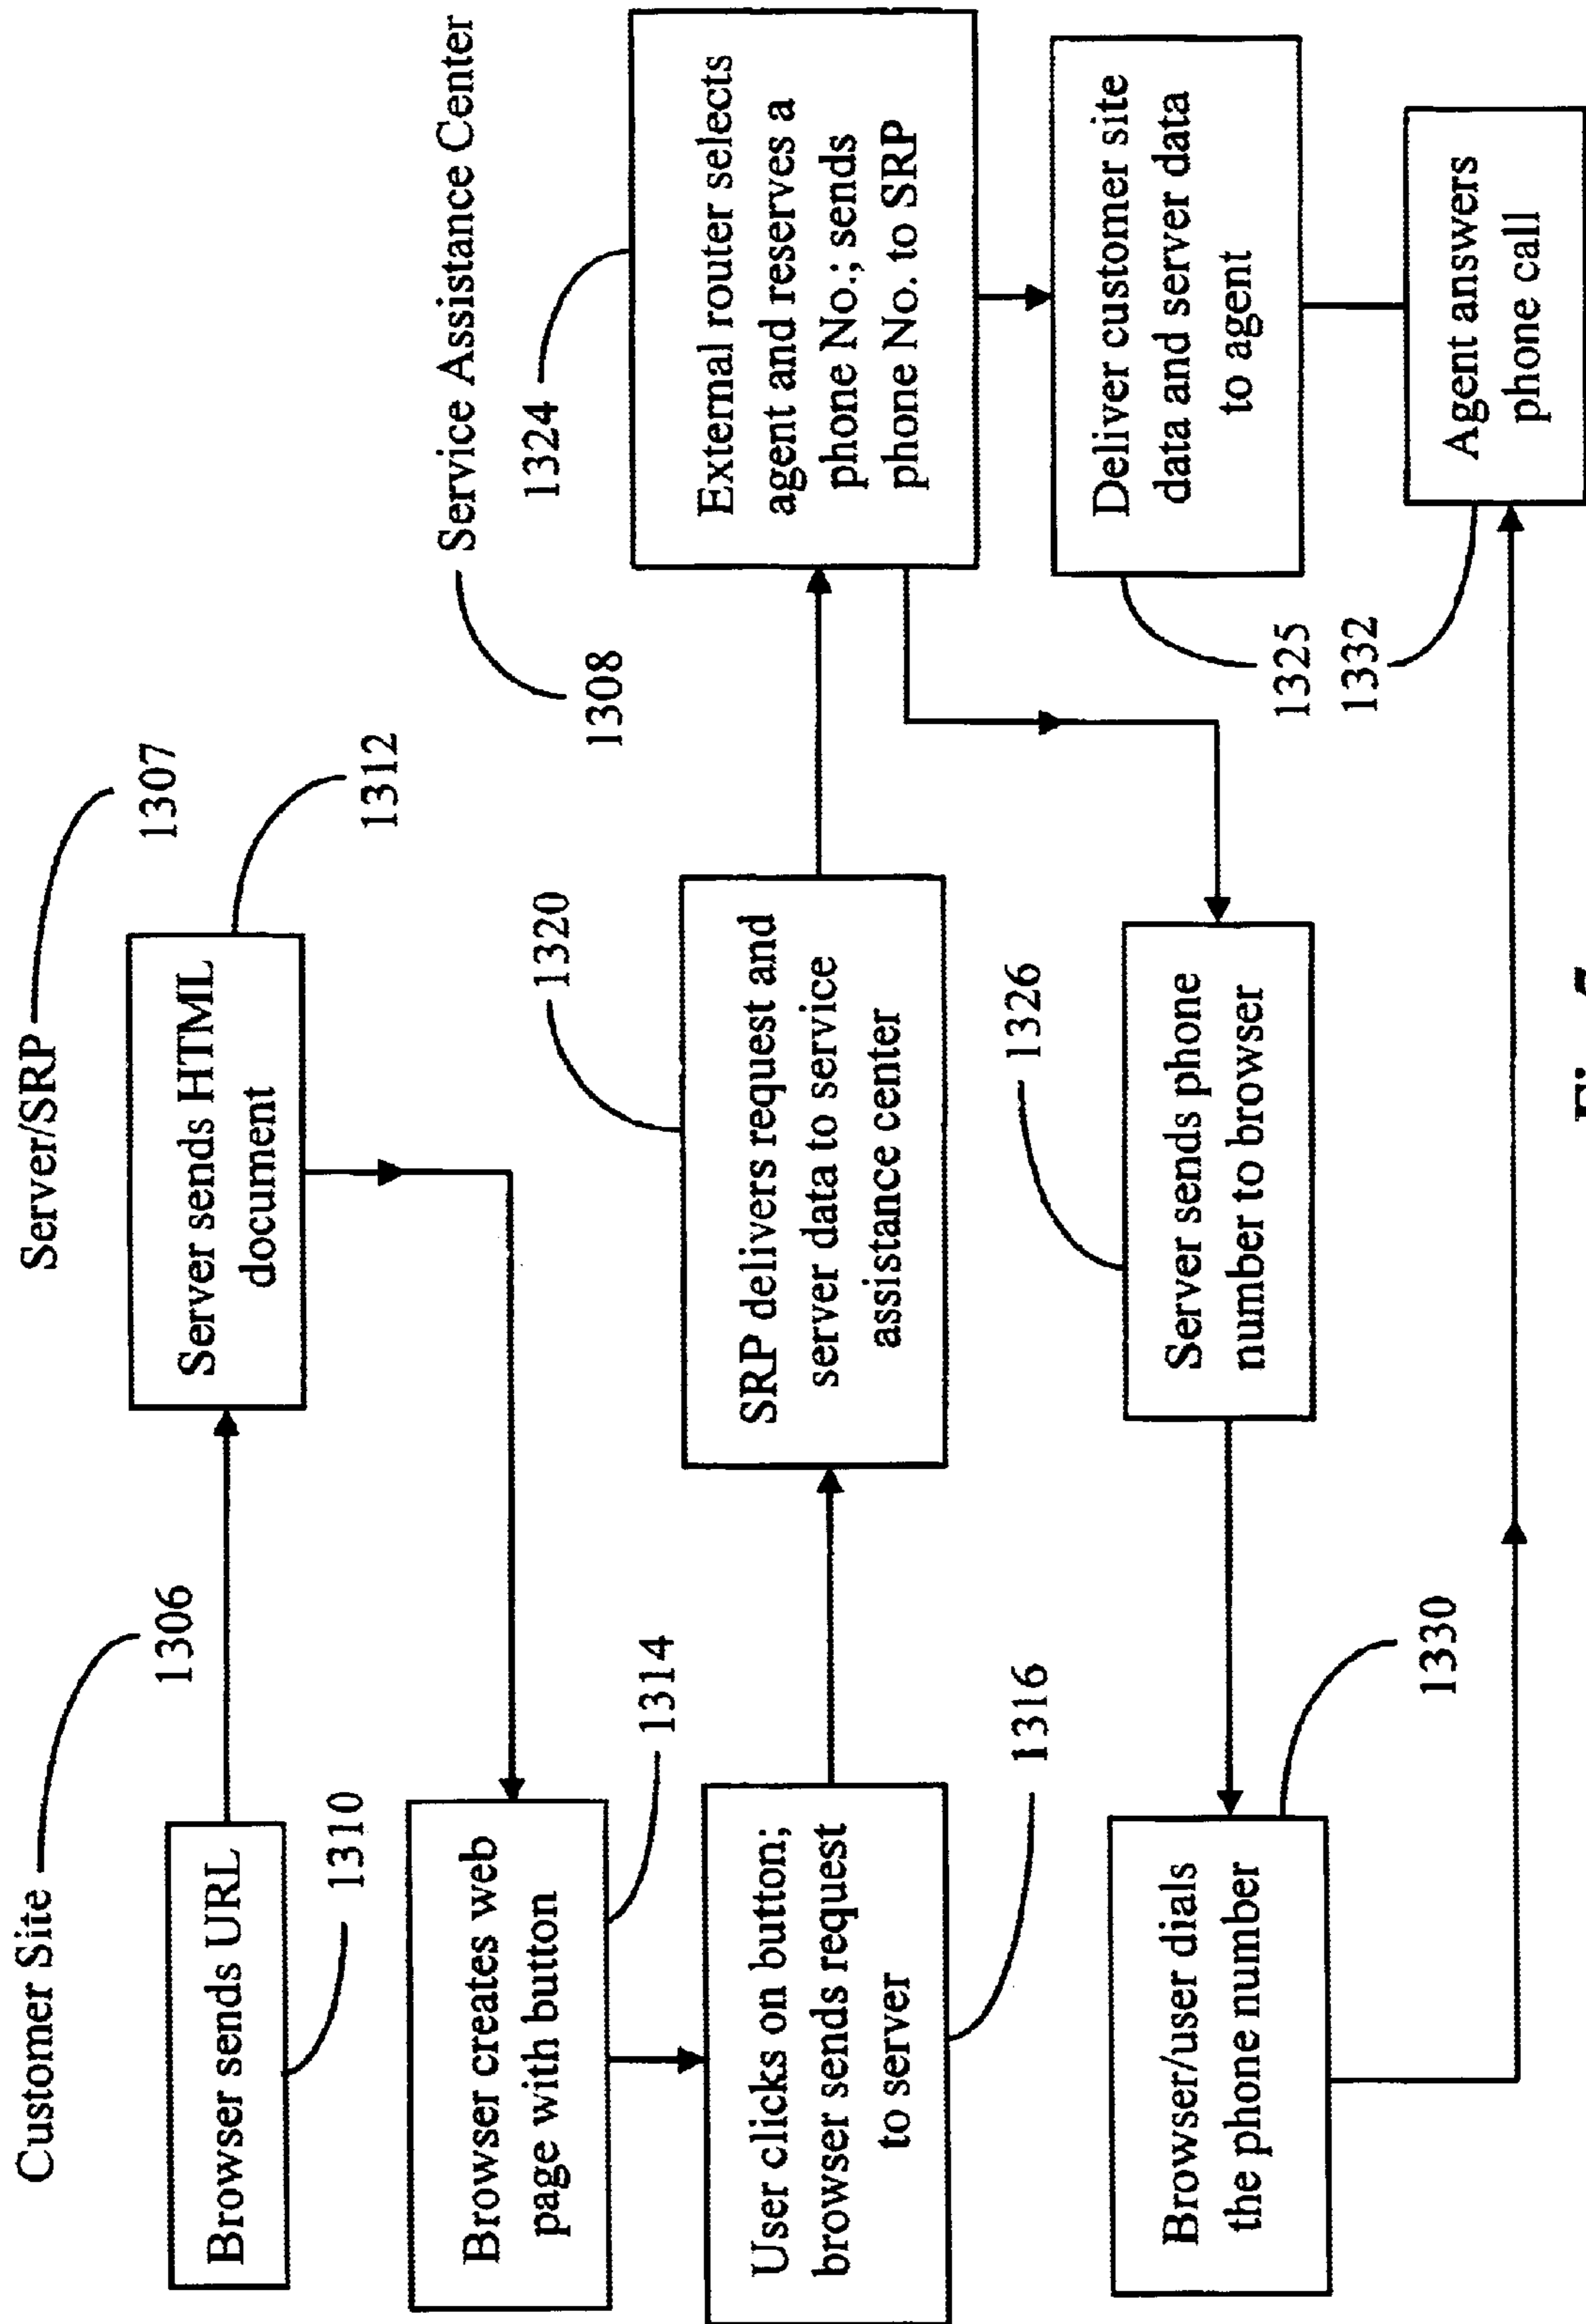 Customer Site
1306
Server/SRP
1307
Service Assistance Center
1308
Browser sends URL
1310
Server sends HTML
document
1312
Browser creates web
page with button
1314
User clicks on button;
browser sends request
to server
1316
SRP delivers request and
server data to service
assistance center
1320
External router selects
agent and reserves a
phone No.; sends
phone No. to SRP
1324
Deliver customer site
data and server data
to agent
1325
Server sends phone
number to browser
1326
Browser/user dials
the phone number
1330
Agent answers
phone call
1332